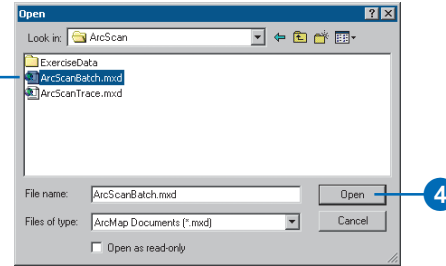 Open
Look in: ArcScan
ExerciseData
ArcScanBatch.mxd
ArcScanTrace.mxd
File name: ArcScanBatch.mxd Open 4
Files of type: ArcMap Documents (*.mxd) Cancel
Open as read-only